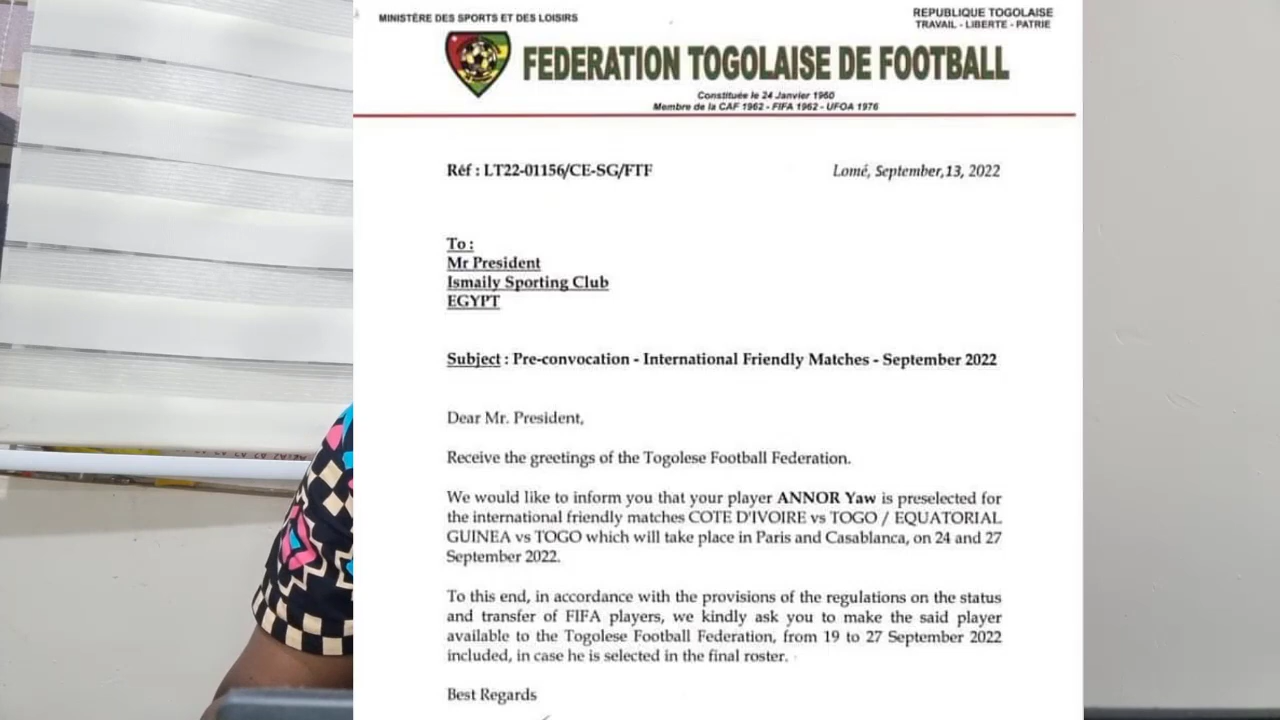 MINISTÈRE DES SPORTS ET DES LOISIRS
REPUBLIQUE TOGOLAISE
TRAVAIL - LIBERTE - PATRIE
FEDERATION TOGOLAISE DE FOOTBALL
Constituée le 24 Janvier 1960
Membre de la CAF 1962 - FIFA 1962 - UFOA 1976
Réf : LT22-01156/CE-SG/FTF
Lomé, September,13, 2022
To :
Mr President
Ismaily Sporting Club
EGYPT
Subject : Pre-convocation - International Friendly Matches - September 2022
Dear Mr. President,
Receive the greetings of the Togolese Football Federation.
We would like to inform you that your player ANNOR Yaw is preselected for
the international friendly matches COTE D'IVOIRE vs TOGO / EQUATORIAL
GUINEA vs TOGO which will take place in Paris and Casablanca, on 24 and 27
September 2022.
To this end, in accordance with the provisions of the regulations on the status
and transfer of FIFA players, we kindly ask you to make the said player
available to the Togolese Football Federation, from 19 to 27 September 2022
included, in case he is selected in the final roster.
Best Regards